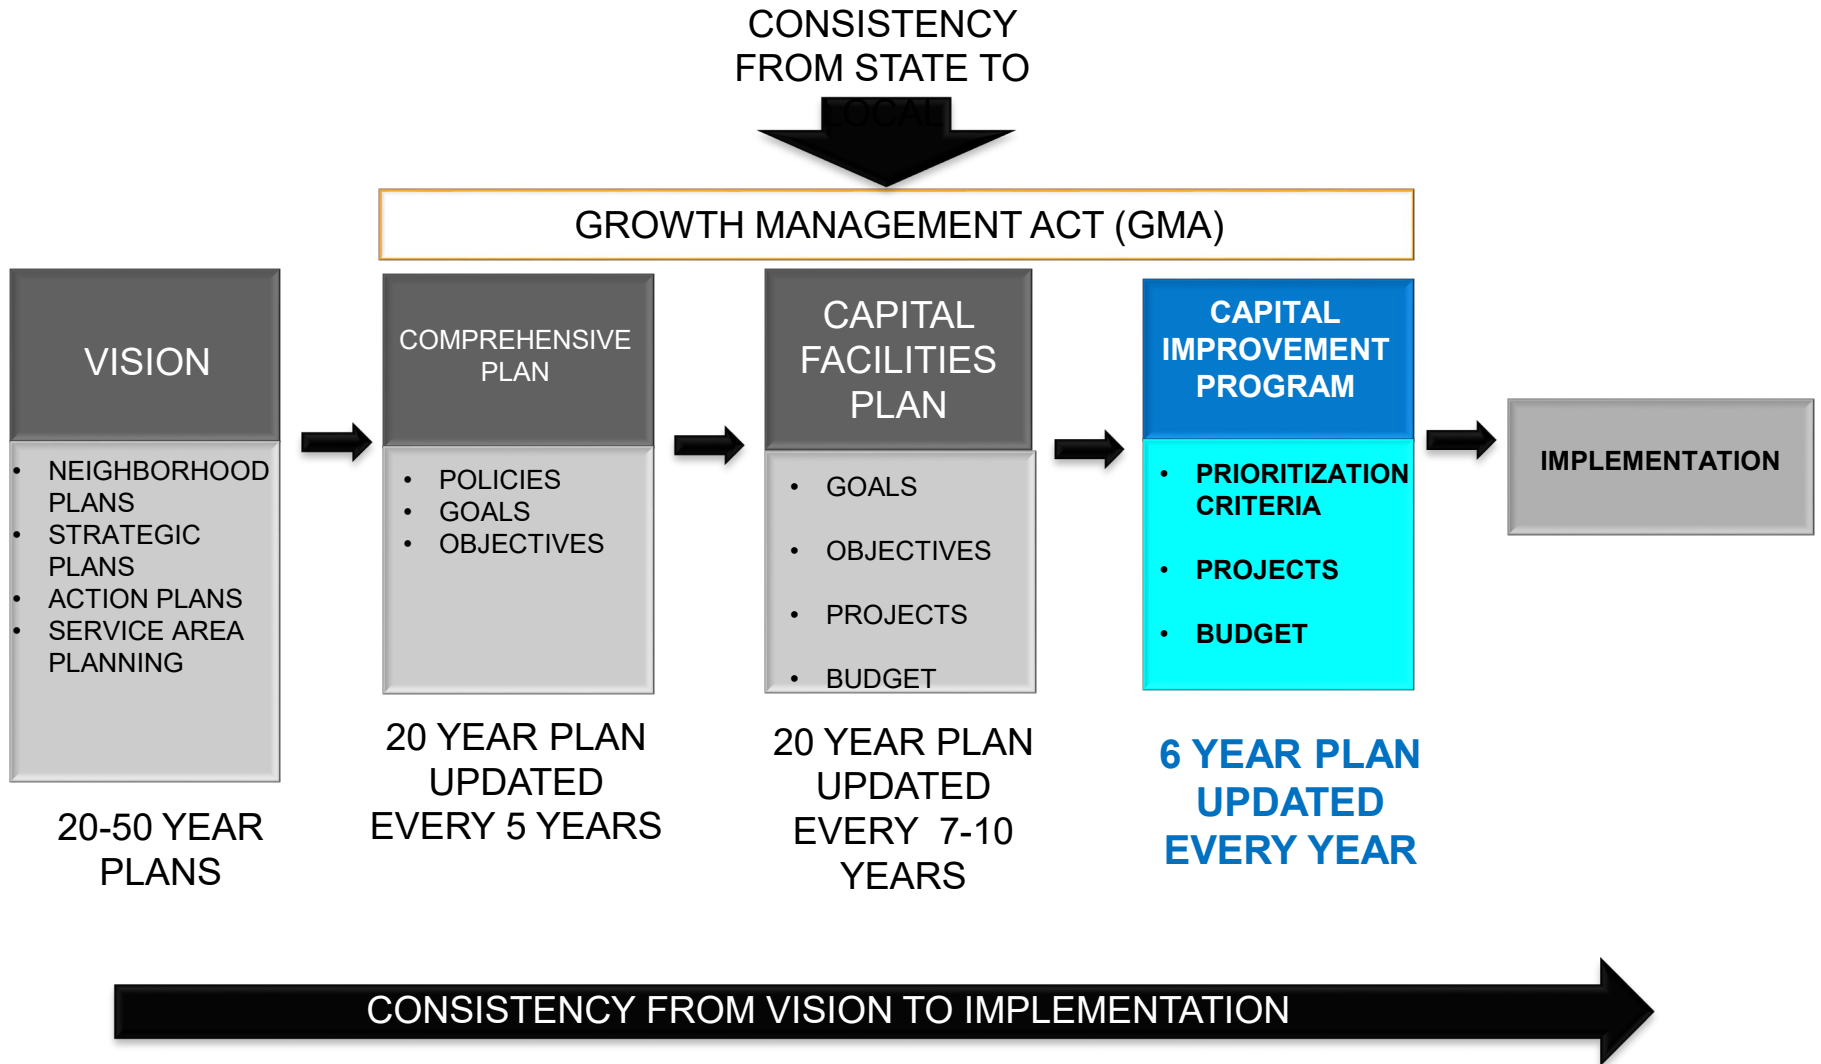 CONSISTENCY
FROM STATE TO
LOCAL
GROWTH MANAGEMENT ACT (GMA)
VISION
• NEIGHBORHOOD
PLANS
• STRATEGIC
PLANS
• ACTION PLANS
• SERVICE AREA
PLANNING
20-50 YEAR
PLANS
COMPREHENSIVE
PLAN
• POLICIES
• GOALS
• OBJECTIVES
20 YEAR PLAN
UPDATED
EVERY 5 YEARS
CAPITAL
FACILITIES
PLAN
• GOALS
• OBJECTIVES
• PROJECTS
• BUDGET
20 YEAR PLAN
UPDATED
EVERY 7-10
YEARS
CAPITAL
IMPROVEMENT
PROGRAM
• PRIORITIZATION
CRITERIA
• PROJECTS
• BUDGET
6 YEAR PLAN
UPDATED
EVERY YEAR
IMPLEMENTATION
CONSISTENCY FROM VISION TO IMPLEMENTATION